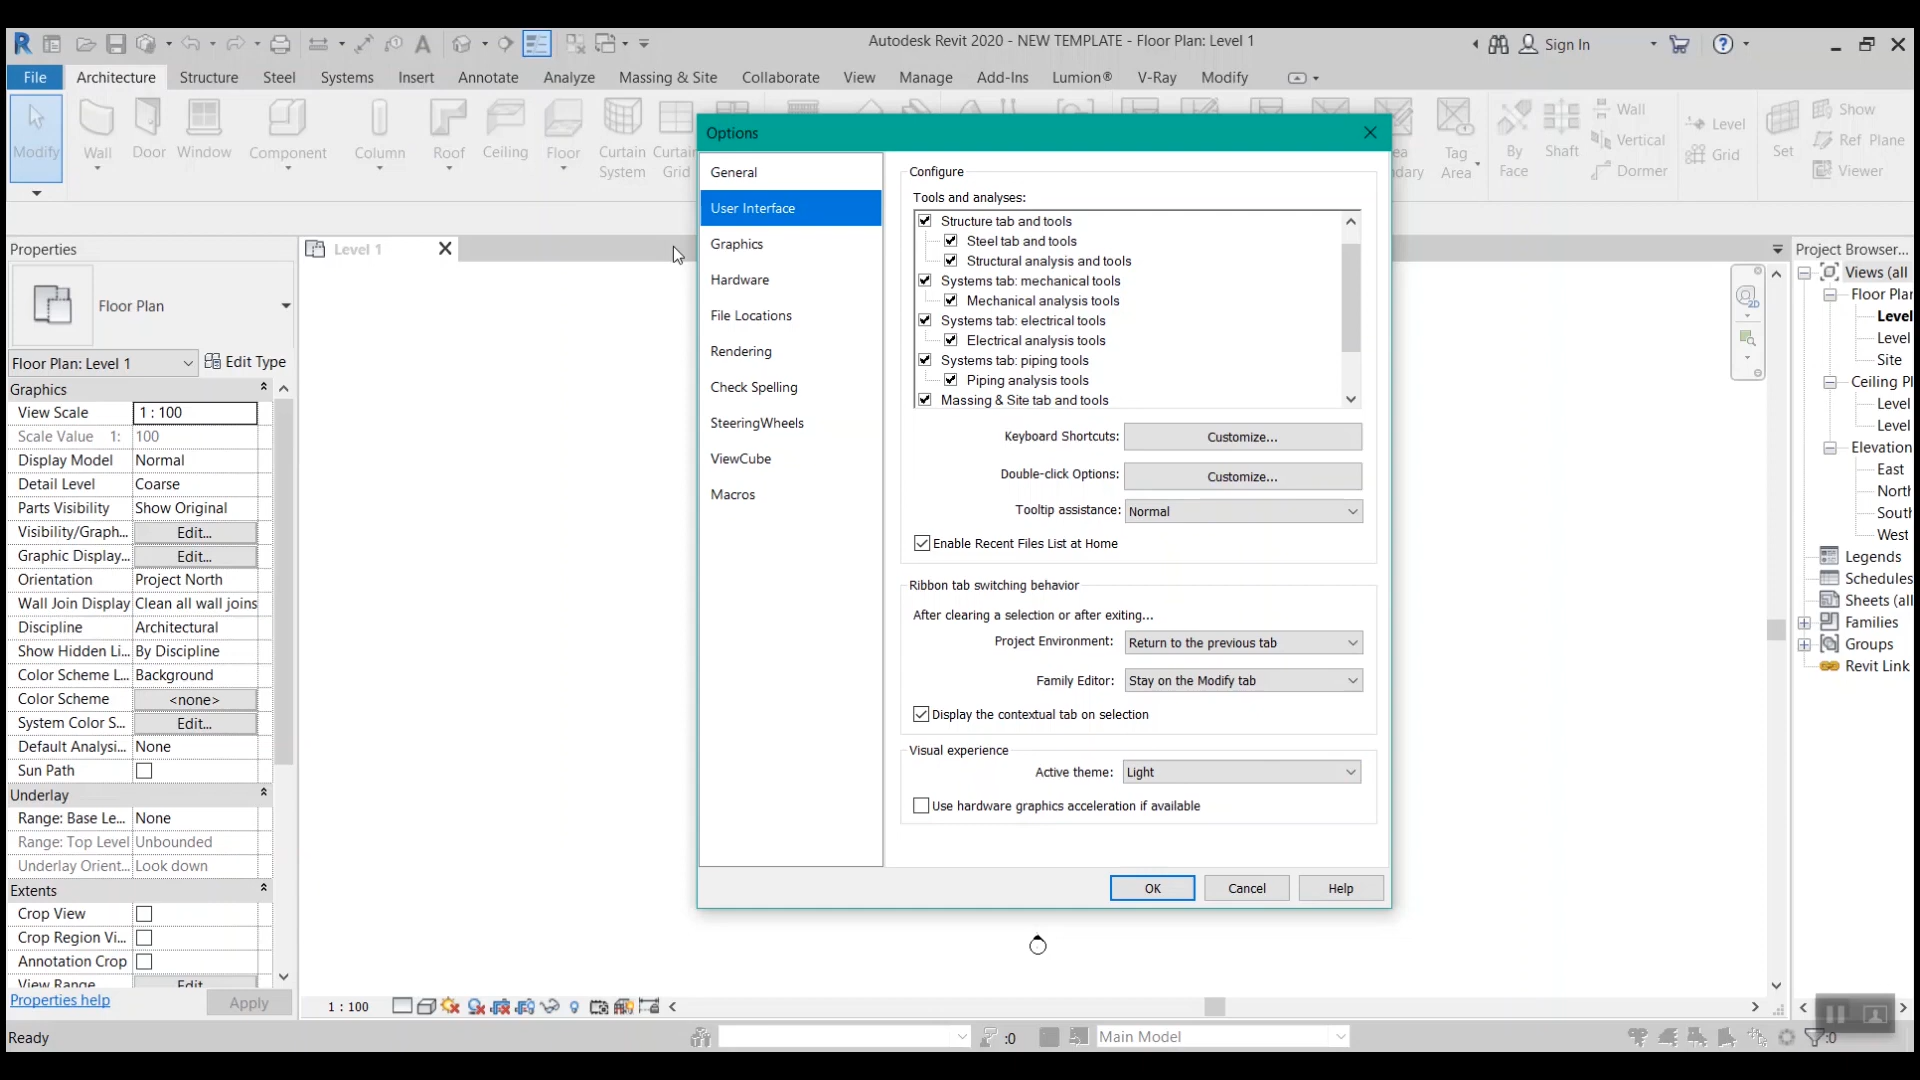 Autodesk Revit 2020 - NEW TEMPLATE - Floor Plan: Level 1
Sign In
File Architecture Structure Steel Systems Insert Annotate Analyze Massing & Site Collaborate View Manage Add-Ins Lumion® V-Ray Modify
Modify
Wall
Door
Window
Component
Column
Roof
Ceiling
Floor
Curtain System
Curtain Grid
Tag Area
By Face
Shaft
Wall
Vertical
Dormer
Level
Grid
Set
Show
Ref Plane
Viewer
Properties
Floor Plan
Floor Plan: Level 1
Edit Type
Graphics
View Scale 1 : 100
Scale Value 1: 100
Display Model Normal
Detail Level Coarse
Parts Visibility Show Original
Visibility/Graph... Edit...
Graphic Display... Edit...
Orientation Project North
Wall Join Display Clean all wall joins
Discipline Architectural
Show Hidden Li... By Discipline
Color Scheme L... Background
Color Scheme <none>
System Color S... Edit...
Default Analysi... None
Sun Path
Underlay
Range: Base Le... None
Range: Top Level Unbounded
Underlay Orient... Look down
Extents
Crop View
Crop Region Vi...
Annotation Crop
View Range Edit
Properties help
Apply
Level 1
Options
General
User Interface
Graphics
Hardware
File Locations
Rendering
Check Spelling
SteeringWheels
ViewCube
Macros
Configure
Tools and analyses:
Structure tab and tools
Steel tab and tools
Structural analysis and tools
Systems tab: mechanical tools
Mechanical analysis tools
Systems tab: electrical tools
Electrical analysis tools
Systems tab: piping tools
Piping analysis tools
Massing & Site tab and tools
Keyboard Shortcuts: Customize...
Double-click Options: Customize...
Tooltip assistance: Normal
Enable Recent Files List at Home
Ribbon tab switching behavior
After clearing a selection or after exiting...
Project Environment: Return to the previous tab
Family Editor: Stay on the Modify tab
Display the contextual tab on selection
Visual experience
Active theme: Light
Use hardware graphics acceleration if available
OK Cancel Help
2D
Project Browser...
Views (all
Floor Plan
Level
Level
Site
Ceiling Pl
Level
Level
Elevation
East
North
South
West
Legends
Schedules
Sheets (all
Families
Groups
Revit Link
1 : 100
Ready
:0
Main Model
:0